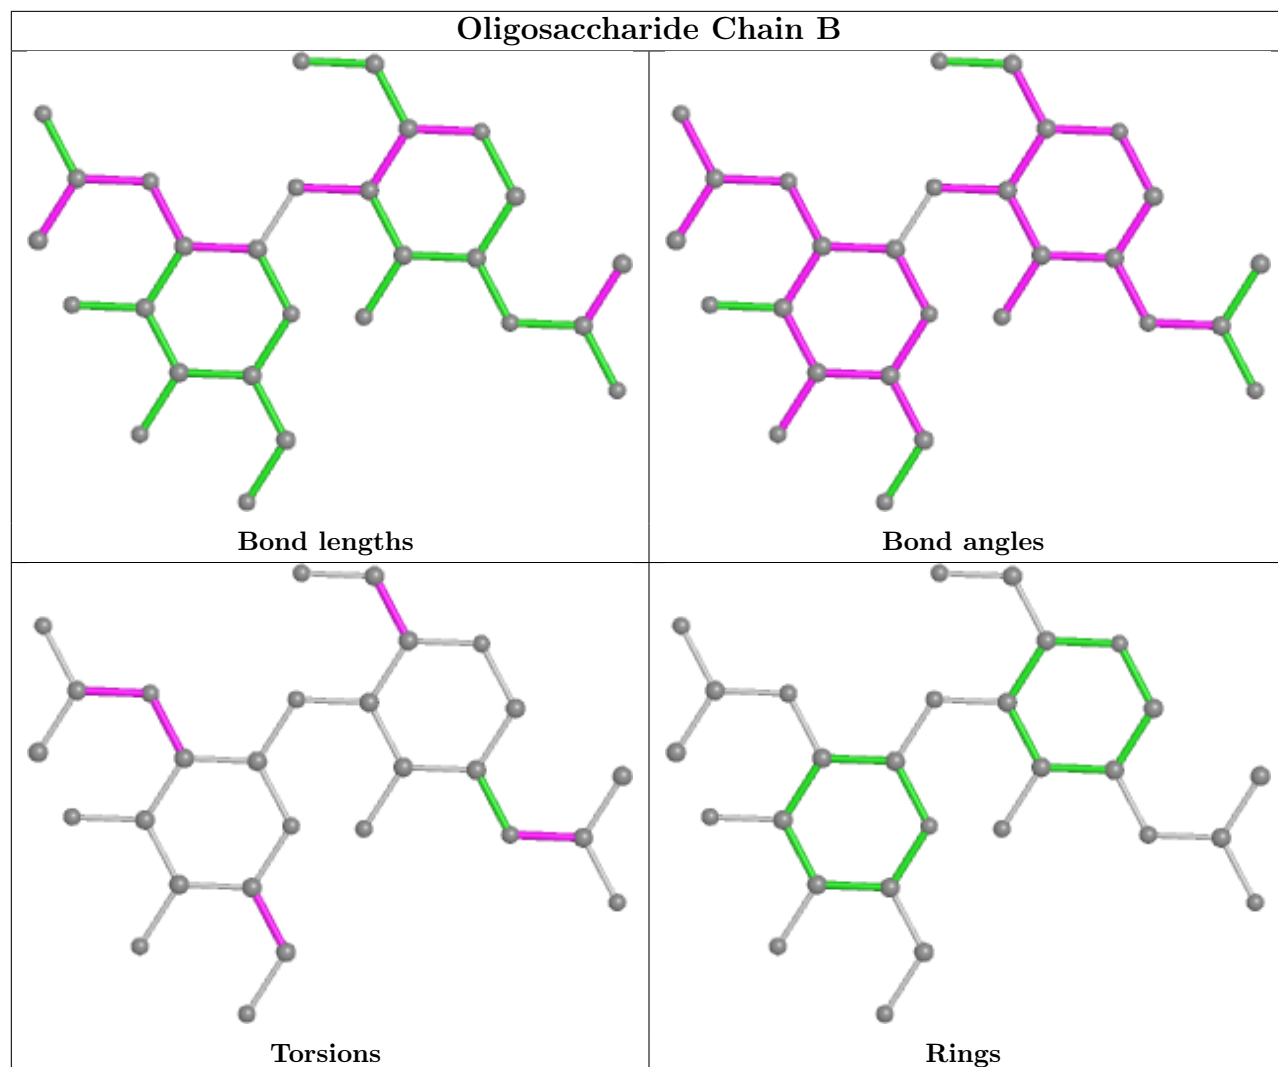 Oligosaccharide Chain B
Bond lengths
Bond angles
Torsions
Rings